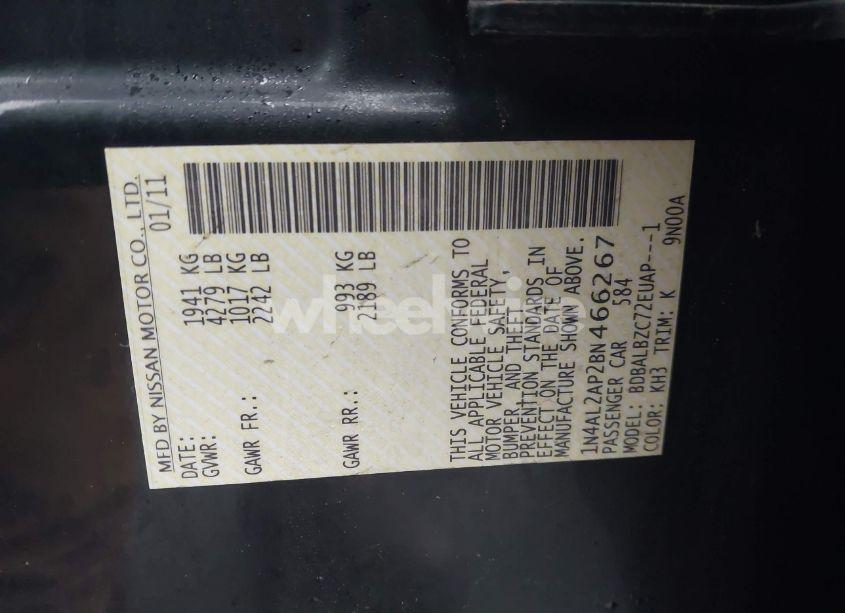 MFD BY NISSAN MOTOR CO., LTD.
DATE: 01/11
GVWR: 1941 KG
4279 LB
GAWR FR.: 1017 KG
2242 LB
GAWR RR.: 993 KG
2189 LB
THIS VEHICLE CONFORMS TO
ALL APPLICABLE FEDERAL
MOTOR VEHICLE SAFETY,
BUMPER, AND THEFT
PREVENTION STANDARDS IN
EFFECT ON THE DATE OF
MANUFACTURE SHOWN ABOVE.
1N4AL2AP2BN466267
PASSENGER CAR 584
MODEL: BDBALBZC72EUAP---1
COLOR: KH3 TRIM: K 9N00A